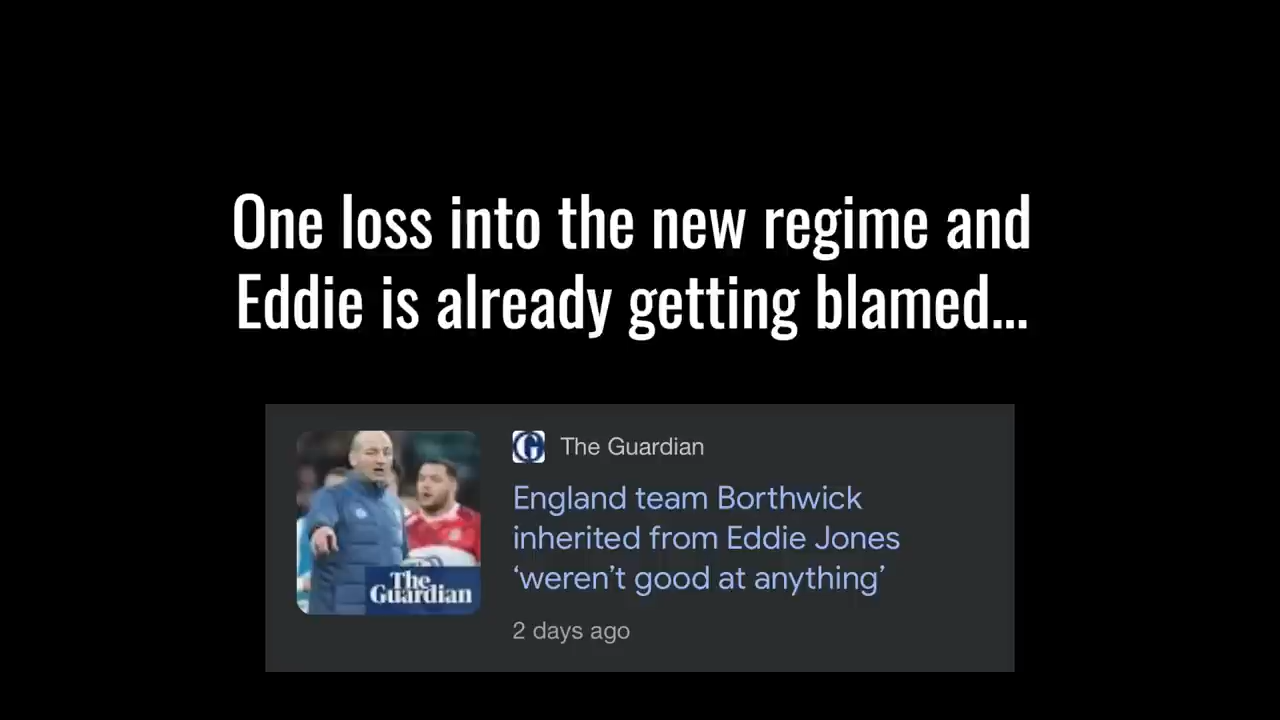 One loss into the new regime and
Eddie is already getting blamed...
The Guardian
England team Borthwick
inherited from Eddie Jones
‘weren’t good at anything’
2 days ago
The
Guardian